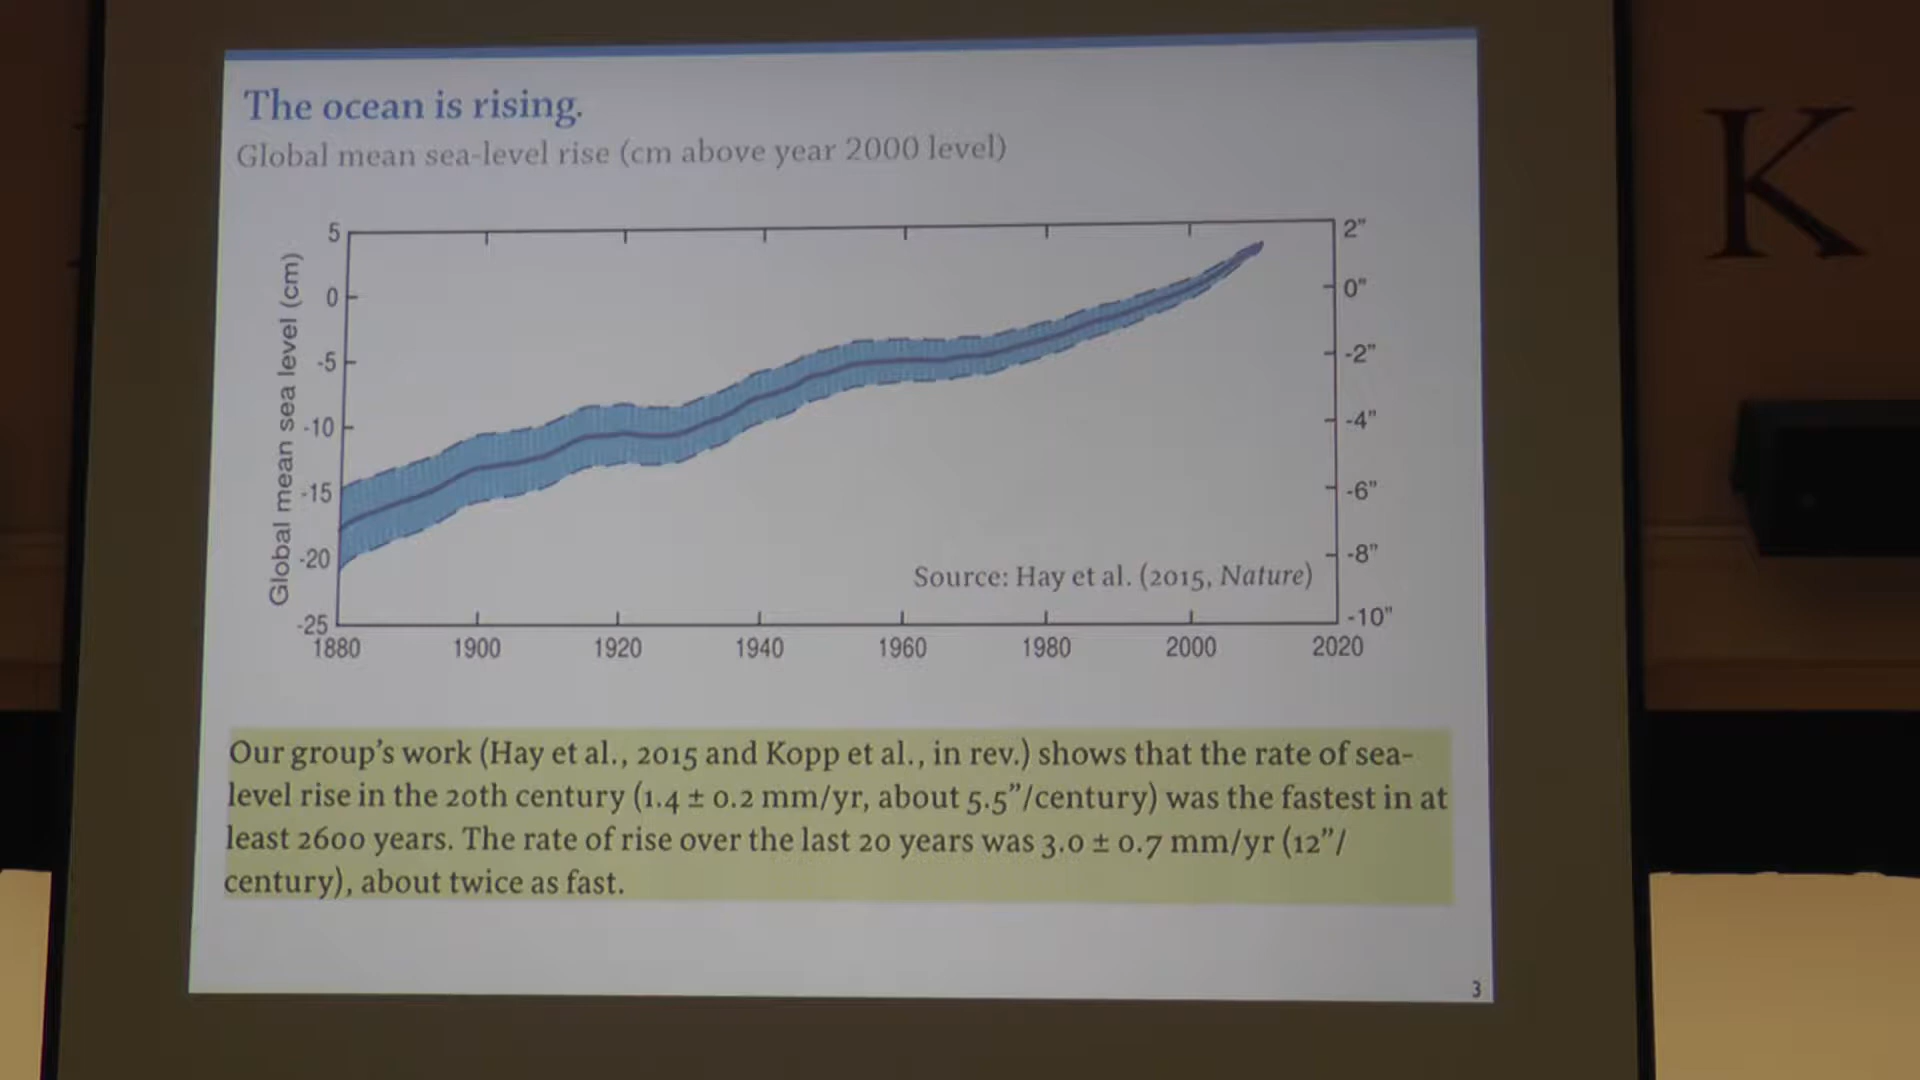 The ocean is rising.
Global mean sea-level rise (cm above year 2000 level)
Global mean sea level (cm)
5
0
-5
-10
-15
-20
-25
2"
0"
-2"
-4"
-6"
-8"
-10"
Source: Hay et al. (2015, Nature)
1880 1900 1920 1940 1960 1980 2000 2020
Our group's work (Hay et al., 2015 and Kopp et al., in rev.) shows that the rate of sea-
level rise in the 20th century (1.4 ± 0.2 mm/yr, about 5.5"/century) was the fastest in at
least 2600 years. The rate of rise over the last 20 years was 3.0 ± 0.7 mm/yr (12"/
century), about twice as fast.
3
K